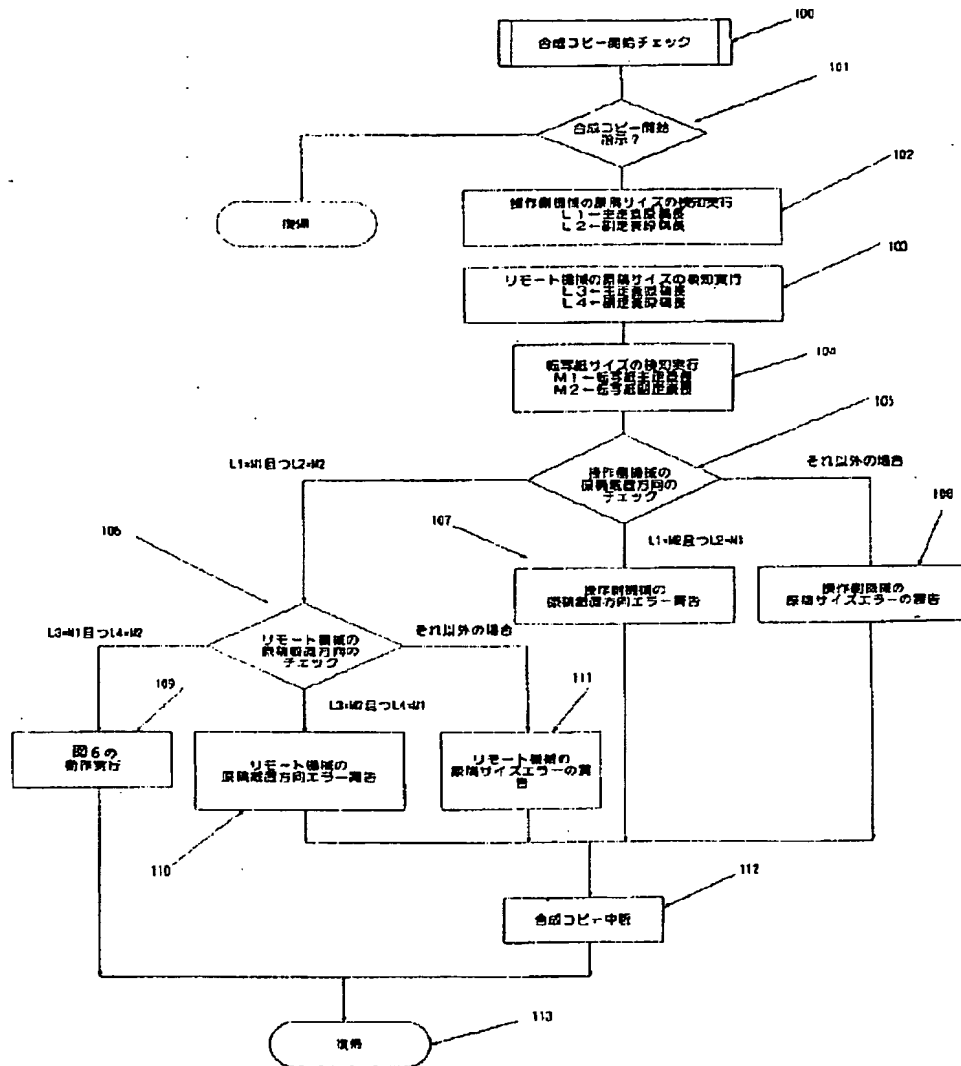 100
合成コピー開始チェック
101
合成コピー開始
指示？
102
操作側機械の原稿サイズの検知実行
L1←主走査原稿長
L2←副走査原稿長
復帰
103
リモート機械の原稿サイズの検知実行
L3←主走査原稿長
L4←副走査原稿長
104
転写紙サイズの検知実行
M1←転写紙主走査長
M2←転写紙副走査長
105
L1=M1且つL2=M2
操作側機械の
原稿載置方向の
チェック
それ以外の場合
108
107
106
L1=M2且つL2=M1
操作側機械の
原稿載置方向エラー警告
操作側機械の
原稿サイズエラーの警告
L3=M1且つL4=M2
リモート機械の
原稿載置方向の
チェック
それ以外の場合
109
L3=M2且つL4=M1
111
図6の
動作実行
リモート機械の
原稿載置方向エラー警告
リモート機械の
原稿サイズエラーの警
告
110
112
合成コピー中断
復帰
113